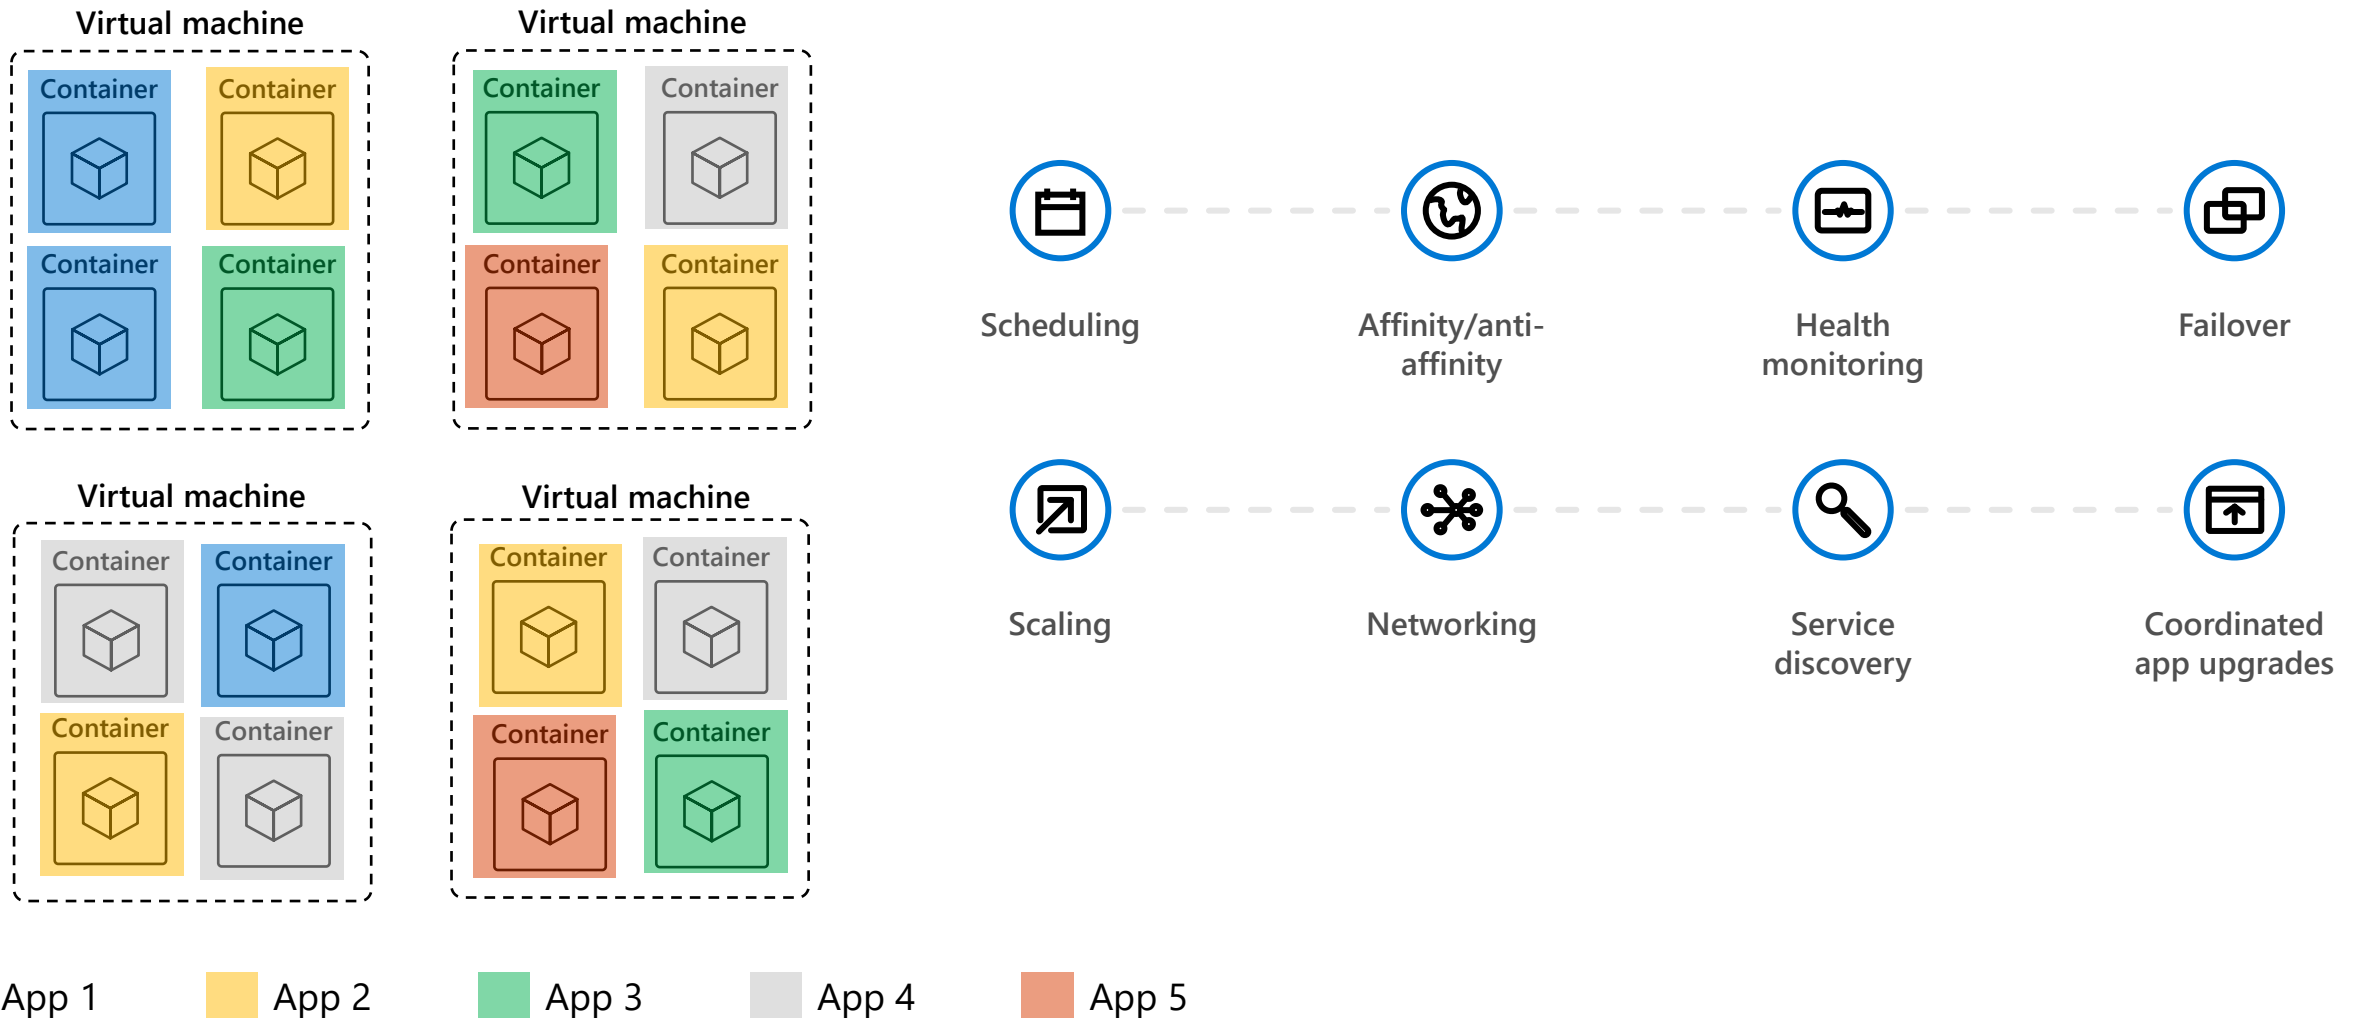 Virtual machine
Container
Container
Container
Container
Virtual machine
Container
Container
Container
Container
Virtual machine
Container
Container
Container
Container
Virtual machine
Container
Container
Container
Container
Scheduling
Affinity/anti-
affinity
Health
monitoring
Failover
Scaling
Networking
Service
discovery
Coordinated
app upgrades
App 1
App 2
App 3
App 4
App 5